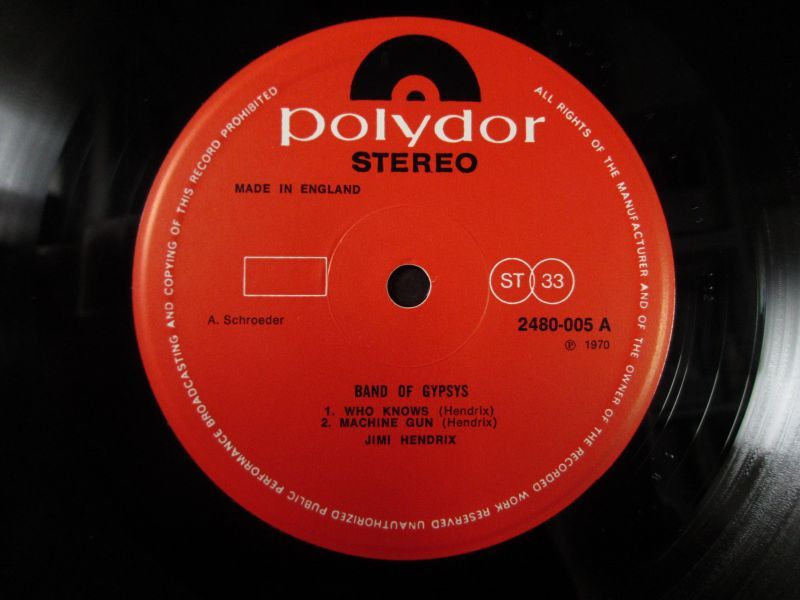 polydor
STEREO
MADE IN ENGLAND
ST 33
A. Schroeder
2480-005 A
℗ 1970
BAND OF GYPSYS
1. WHO KNOWS (Hendrix)
2. MACHINE GUN (Hendrix)
JIMI HENDRIX
ALL RIGHTS OF THE MANUFACTURER AND OF THE OWNER OF THE RECORDED WORK RESERVED UNAUTHORIZED PUBLIC PERFORMANCE BROADCASTING AND COPYING OF THIS RECORD PROHIBITED